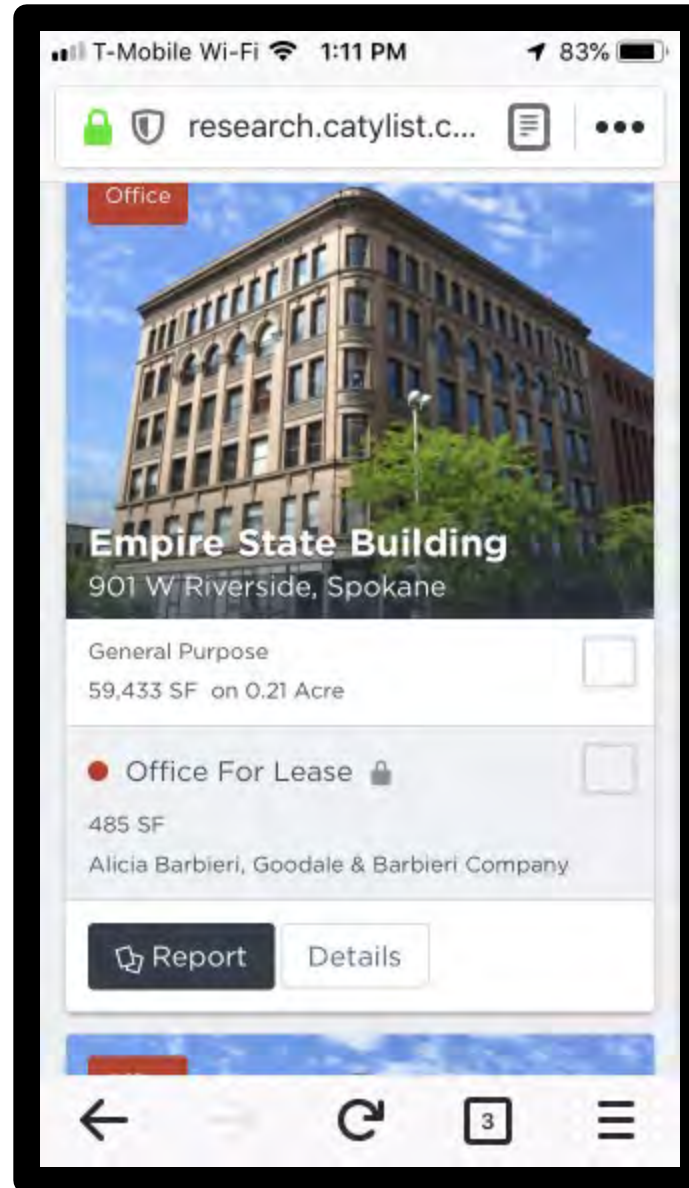 T-Mobile Wi-Fi 1:11 PM 83%
research.catylist.c...
Office
Empire State Building
901 W Riverside, Spokane
General Purpose
59,433 SF on 0.21 Acre
Office For Lease
485 SF
Alicia Barbieri, Goodale & Barbieri Company
Report Details
3